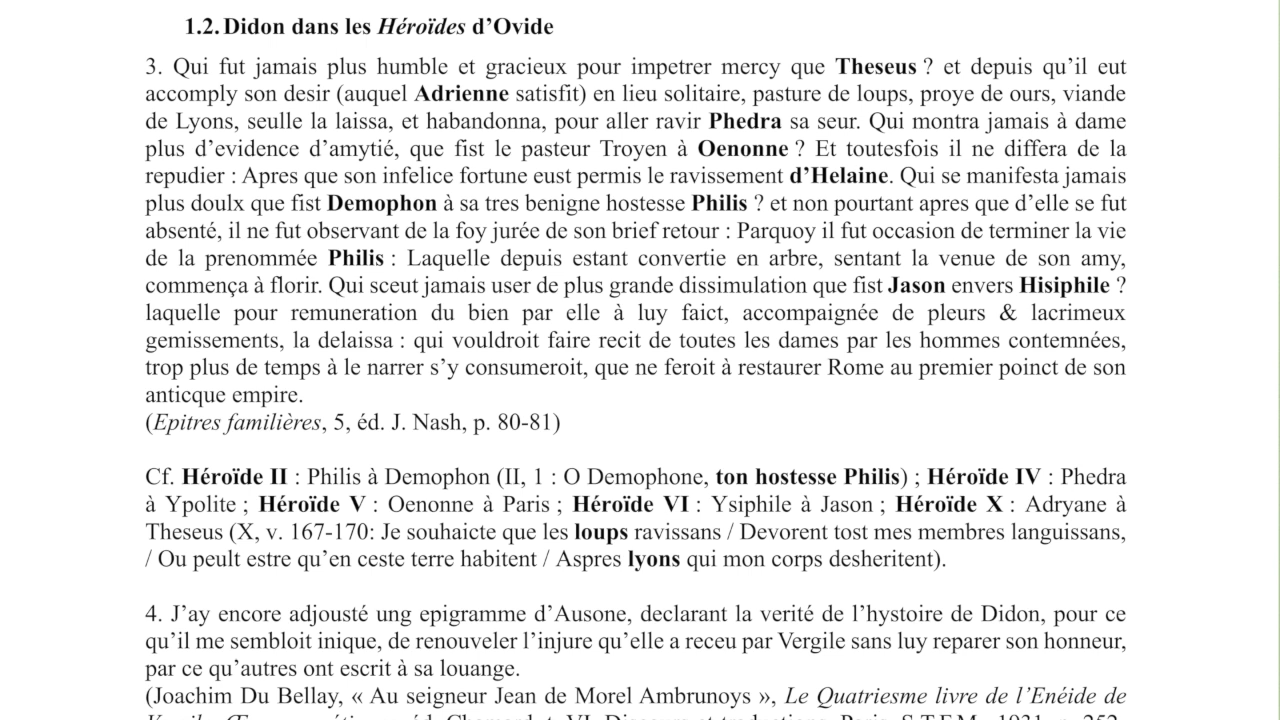 1.2. Didon dans les Héroïdes d’Ovide
3. Qui fut jamais plus humble et gracieux pour impetrer mercy que Theseus ? et depuis qu’il eut
accomply son desir (auquel Adrienne satisfit) en lieu solitaire, pasture de loups, proye de ours, viande
de Lyons, seulle la laissa, et habandonna, pour aller ravir Phedra sa seur. Qui montra jamais à dame
plus d’evidence d’amytié, que fist le pasteur Troyen à Oenonne ? Et toutesfois il ne differa de la
repudier : Apres que son infelice fortune eust permis le ravissement d’Helaine. Qui se manifesta jamais
plus doulx que fist Demophon à sa tres benigne hostesse Philis ? et non pourtant apres que d’elle se fut
absenté, il ne fut observant de la foy jurée de son brief retour : Parquoy il fut occasion de terminer la vie
de la prenommée Philis : Laquelle depuis estant convertie en arbre, sentant la venue de son amy,
commença à florir. Qui sceut jamais user de plus grande dissimulation que fist Jason envers Hisiphile ?
laquelle pour remuneration du bien par elle à luy faict, accompaignée de pleurs & lacrimeux
gemissements, la delaissa : qui vouldroit faire recit de toutes les dames par les hommes contemnées,
trop plus de temps à le narrer s’y consumeroit, que ne feroit à restaurer Rome au premier poinct de son
anticque empire.
(Epitres familières, 5, éd. J. Nash, p. 80-81)
Cf. Héroïde II : Philis à Demophon (II, 1 : O Demophone, ton hostesse Philis) ; Héroïde IV : Phedra
à Ypolite ; Héroïde V : Oenonne à Paris ; Héroïde VI : Ysiphile à Jason ; Héroïde X : Adryane à
Theseus (X, v. 167-170: Je souhaicte que les loups ravissans / Devorent tost mes membres languissans,
/ Ou peult estre qu’en ceste terre habitent / Aspres lyons qui mon corps desheritent).
4. J’ay encore adjousté ung epigramme d’Ausone, declarant la verité de l’hystoire de Didon, pour ce
qu’il me sembloit inique, de renouveler l’injure qu’elle a receu par Vergile sans luy reparer son honneur,
par ce qu’autres ont escrit à sa louange.
(Joachim Du Bellay, « Au seigneur Jean de Morel Ambrunoys », Le Quatriesme livre de l’Enéide de